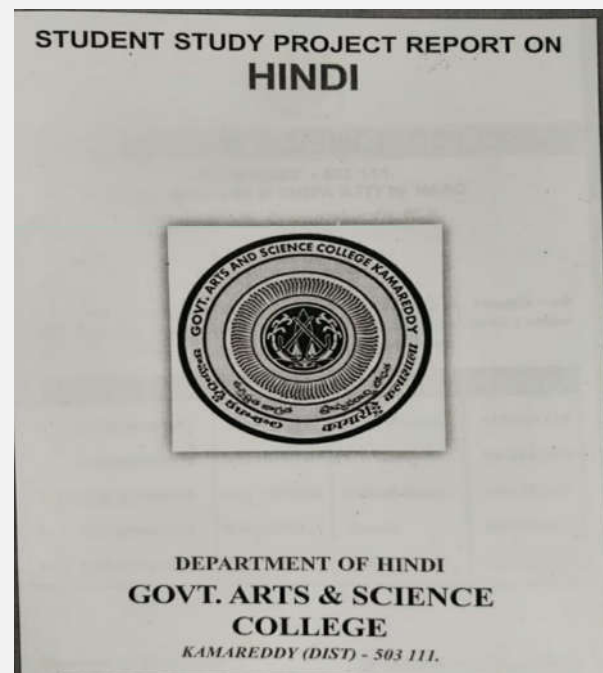 STUDENT STUDY PROJECT REPORT ON
HINDI
GOVT. ARTS AND SCIENCE COLLEGE KAMAREDDY
DEPARTMENT OF HINDI
GOVT. ARTS & SCIENCE
COLLEGE
KAMAREDDY (DIST) - 503 111.